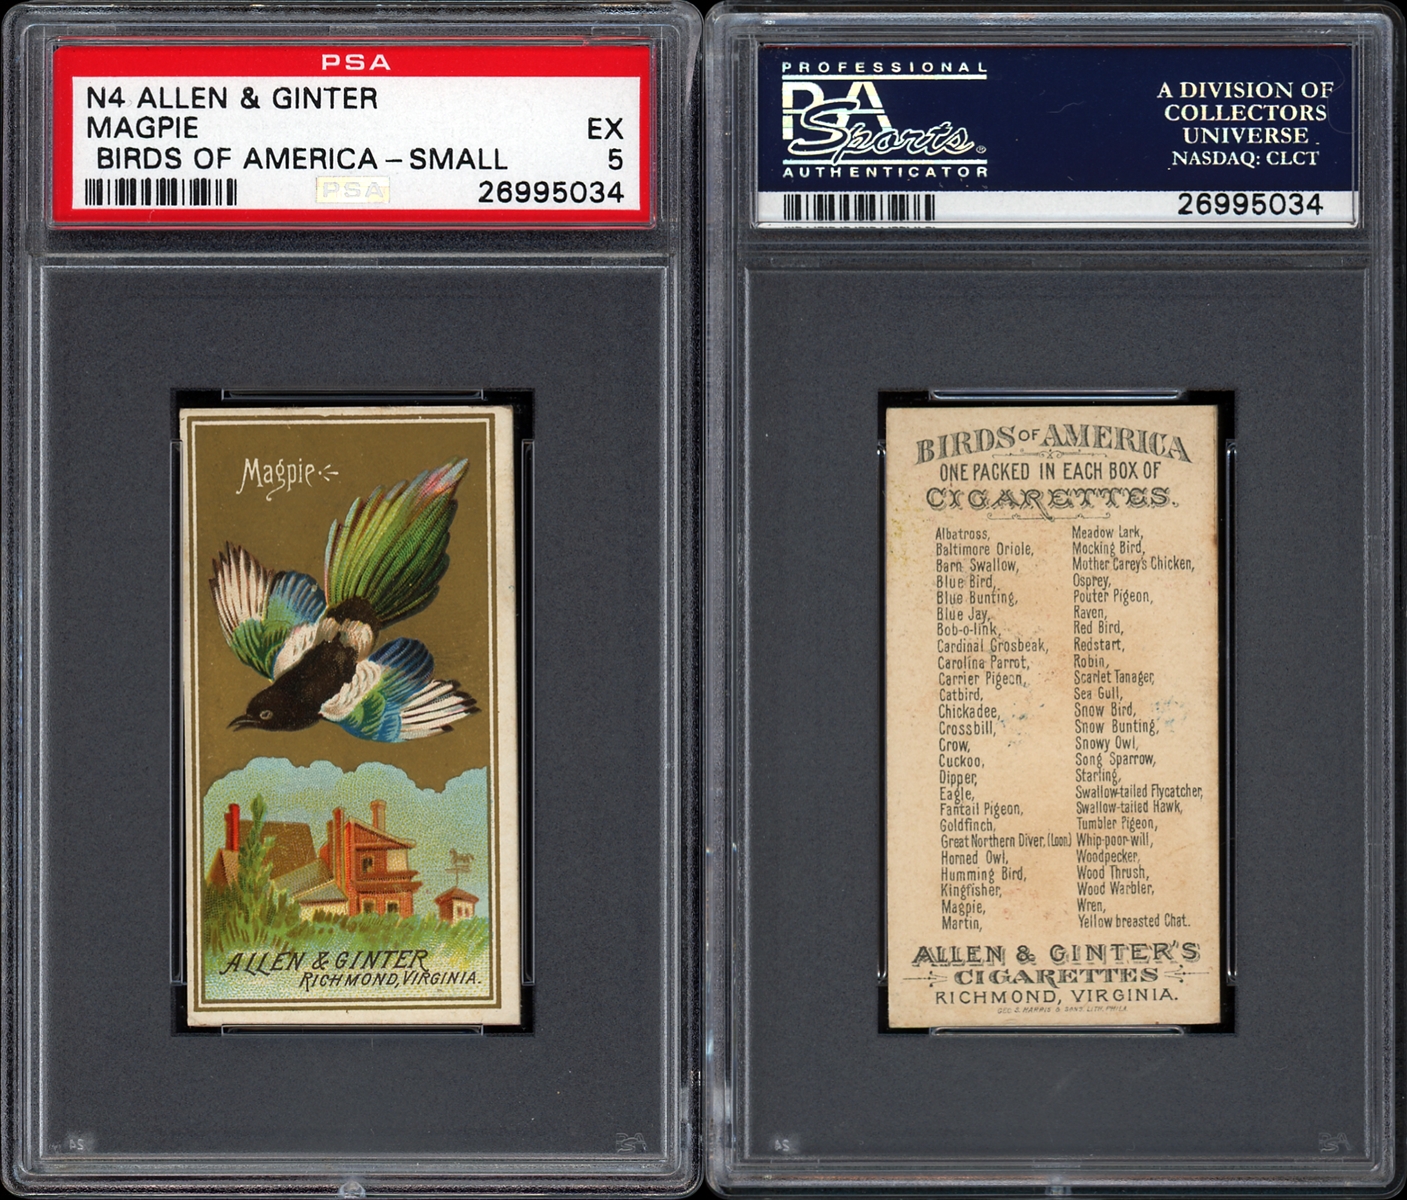 PSA
N4 ALLEN & GINTER
MAGPIE EX
BIRDS OF AMERICA – SMALL 5
PSA
26995034
Magpie
ALLEN & GINTER
RICHMOND, VIRGINIA.
PROFESSIONAL
PSA
Sports ®
AUTHENTICATOR
A DIVISION OF
COLLECTORS
UNIVERSE
NASDAQ: CLCT
26995034
BIRDS OF AMERICA
ONE PACKED IN EACH BOX OF
CIGARETTES.
Albatross,
Baltimore Oriole,
Barn Swallow,
Blue Bird,
Blue Bunting,
Blue Jay,
Bob-o-link,
Cardinal Grosbeak,
Carolina Parrot,
Carrier Pigeon,
Catbird,
Chickadee,
Crossbill,
Crow,
Cuckoo,
Dipper,
Eagle,
Fantail Pigeon,
Goldfinch,
Great Northern Diver, (Loon)
Horned Owl,
Humming Bird,
Kingfisher,
Magpie,
Martin,
Meadow Lark,
Mocking Bird,
Mother Carey's Chicken,
Osprey,
Pouter Pigeon,
Raven,
Red Bird,
Redstart,
Robin,
Scarlet Tanager,
Sea Gull,
Snow Bird,
Snow Bunting,
Snowy Owl,
Song Sparrow,
Starling,
Swallow-tailed Flycatcher,
Swallow-tailed Hawk,
Tumbler Pigeon,
Whip-poor-will,
Woodpecker,
Wood Thrush,
Wood Warbler,
Wren,
Yellow breasted Chat.
ALLEN & GINTER'S
CIGARETTES
RICHMOND, VIRGINIA.
GEO. S. HARRIS & SONS. LITH. PHILA.